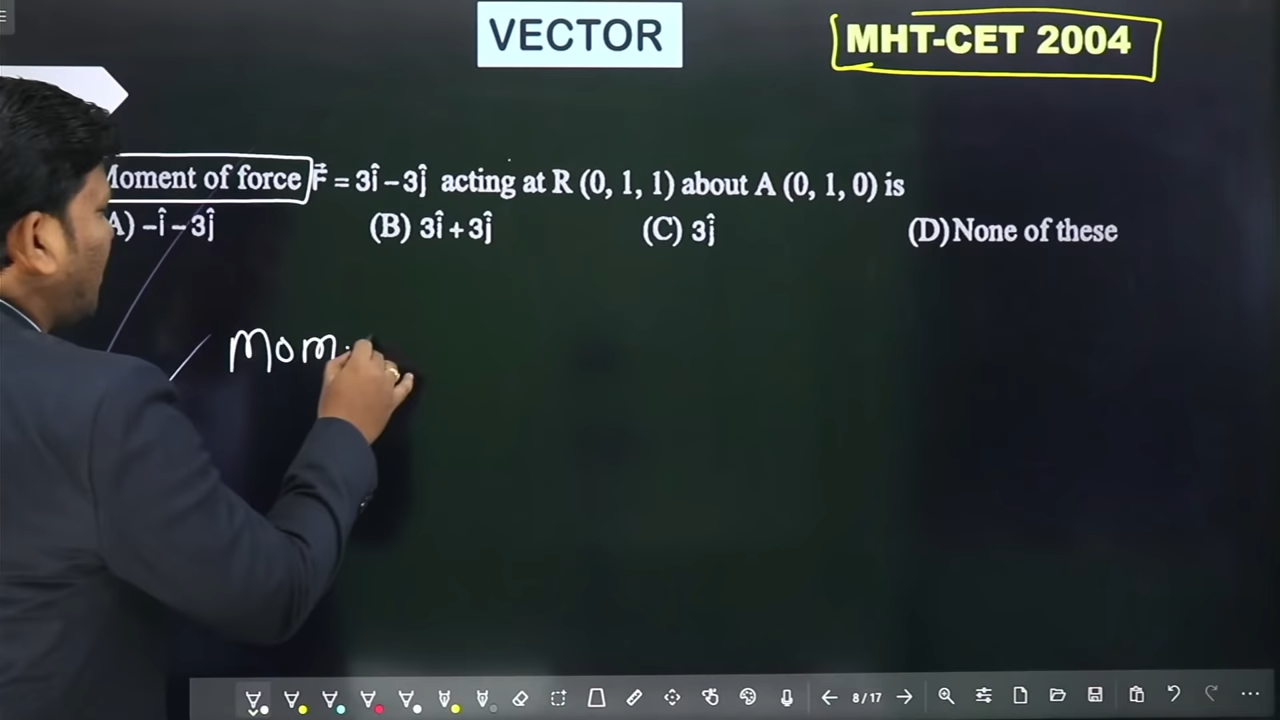 VECTOR
MHT-CET 2004
Moment of force F⃗ = 3î – 3ĵ acting at R (0, 1, 1) about A (0, 1, 0) is
A) –î – 3ĵ (B) 3î + 3ĵ (C) 3ĵ (D) None of these
Mom
8/17